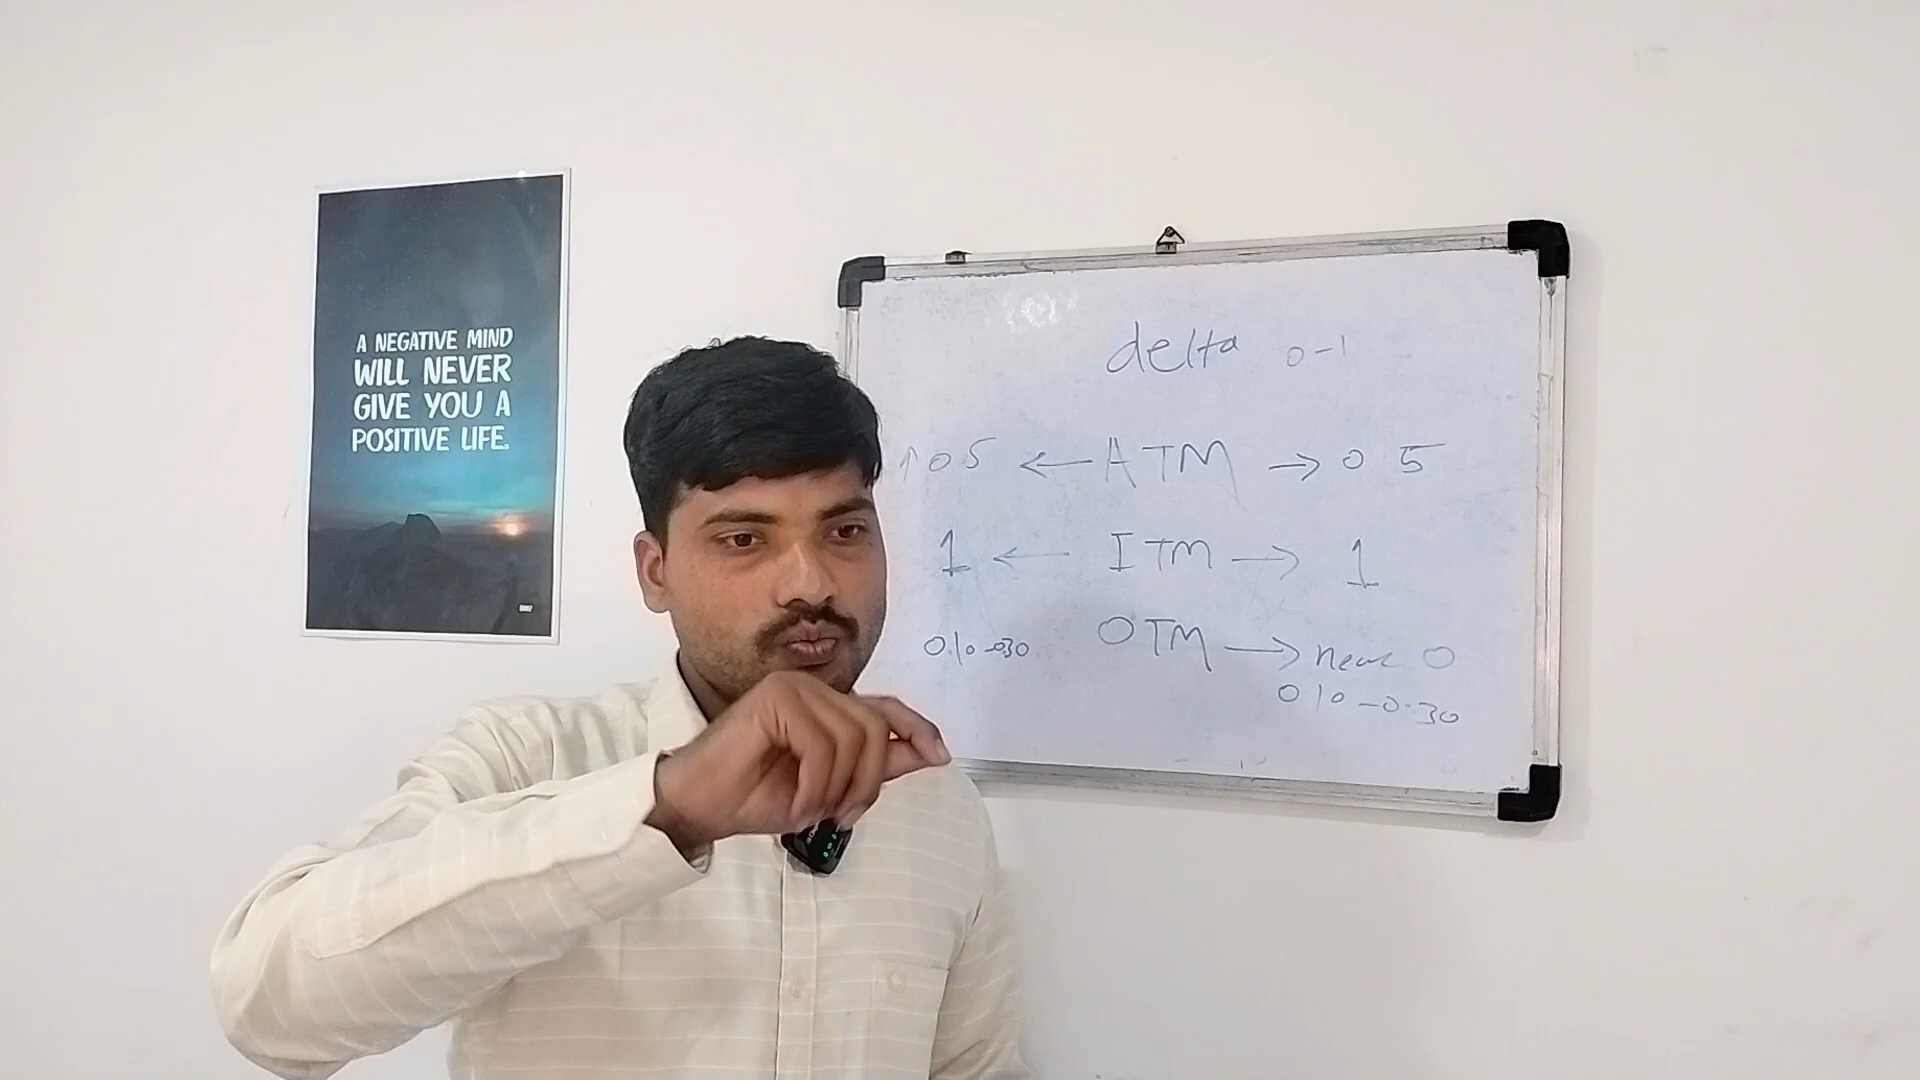 A NEGATIVE MIND
WILL NEVER
GIVE YOU A
POSITIVE LIFE.
delta 0-1
↑ 0 5 ← ATM → 0 5
1 ← ITM → 1
0.10-0.30 OTM → near 0
0.10-0.30